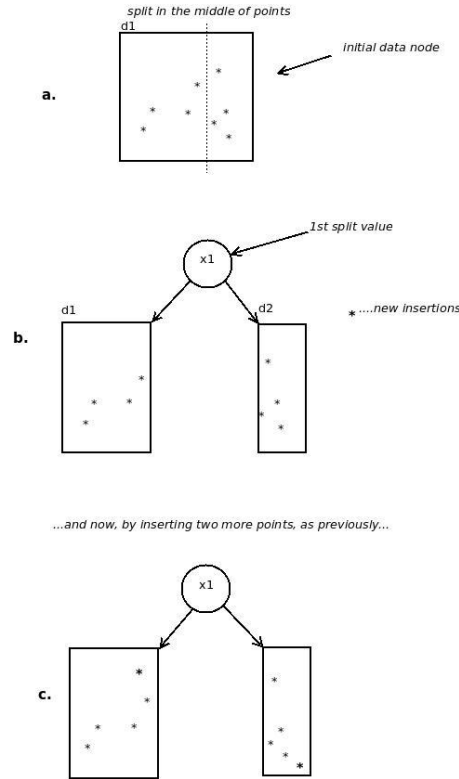 split in the middle of points
d1
initial data node
a.
1st split value
x1
d1
d2
*....new insertions
b.
...and now, by inserting two more points, as previously...
x1
c.